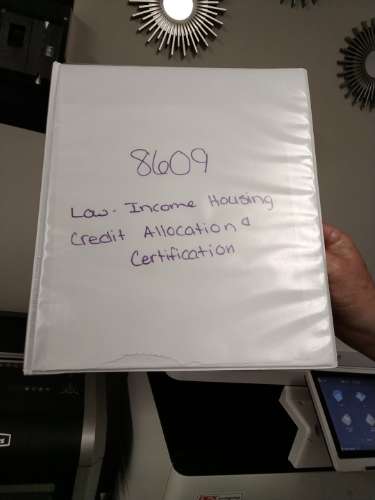 8609
Low-Income Housing
Credit Allocation &
Certification